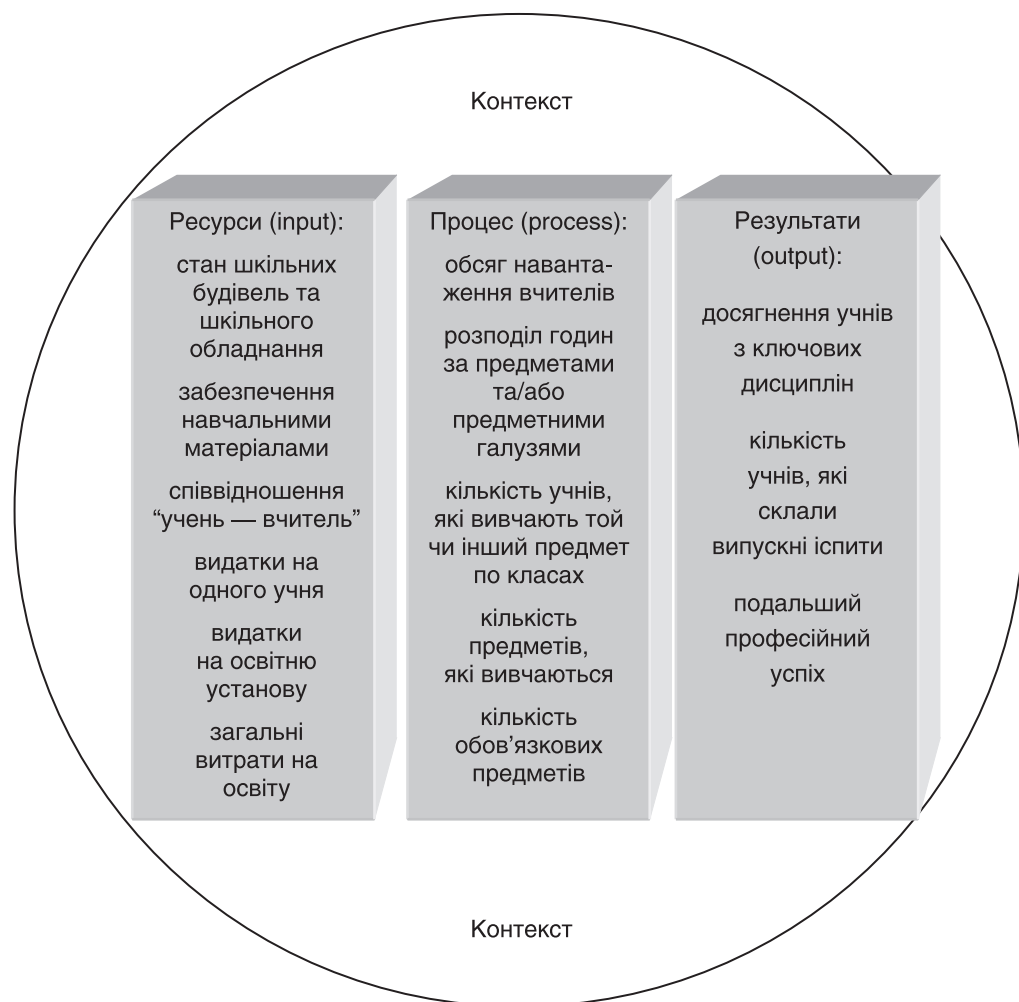 Контекст
Ресурси (input):
стан шкільних
будівель та
шкільного
обладнання
забезпечення
навчальними
матеріалами
співвідношення
“учень — вчитель”
видатки на
одного учня
видатки
на освітню
установу
загальні
витрати на
освіту
Процес (process):
обсяг наванта-
ження вчителів
розподіл годин
за предметами
та/або
предметними
галузями
кількість учнів,
які вивчають той
чи інший предмет
по класах
кількість
предметів,
які вивчаються
кількість
обов’язкових
предметів
Результати
(output):
досягнення учнів
з ключових
дисциплін
кількість
учнів, які
склали
випускні іспити
подальший
професійний
успіх
Контекст